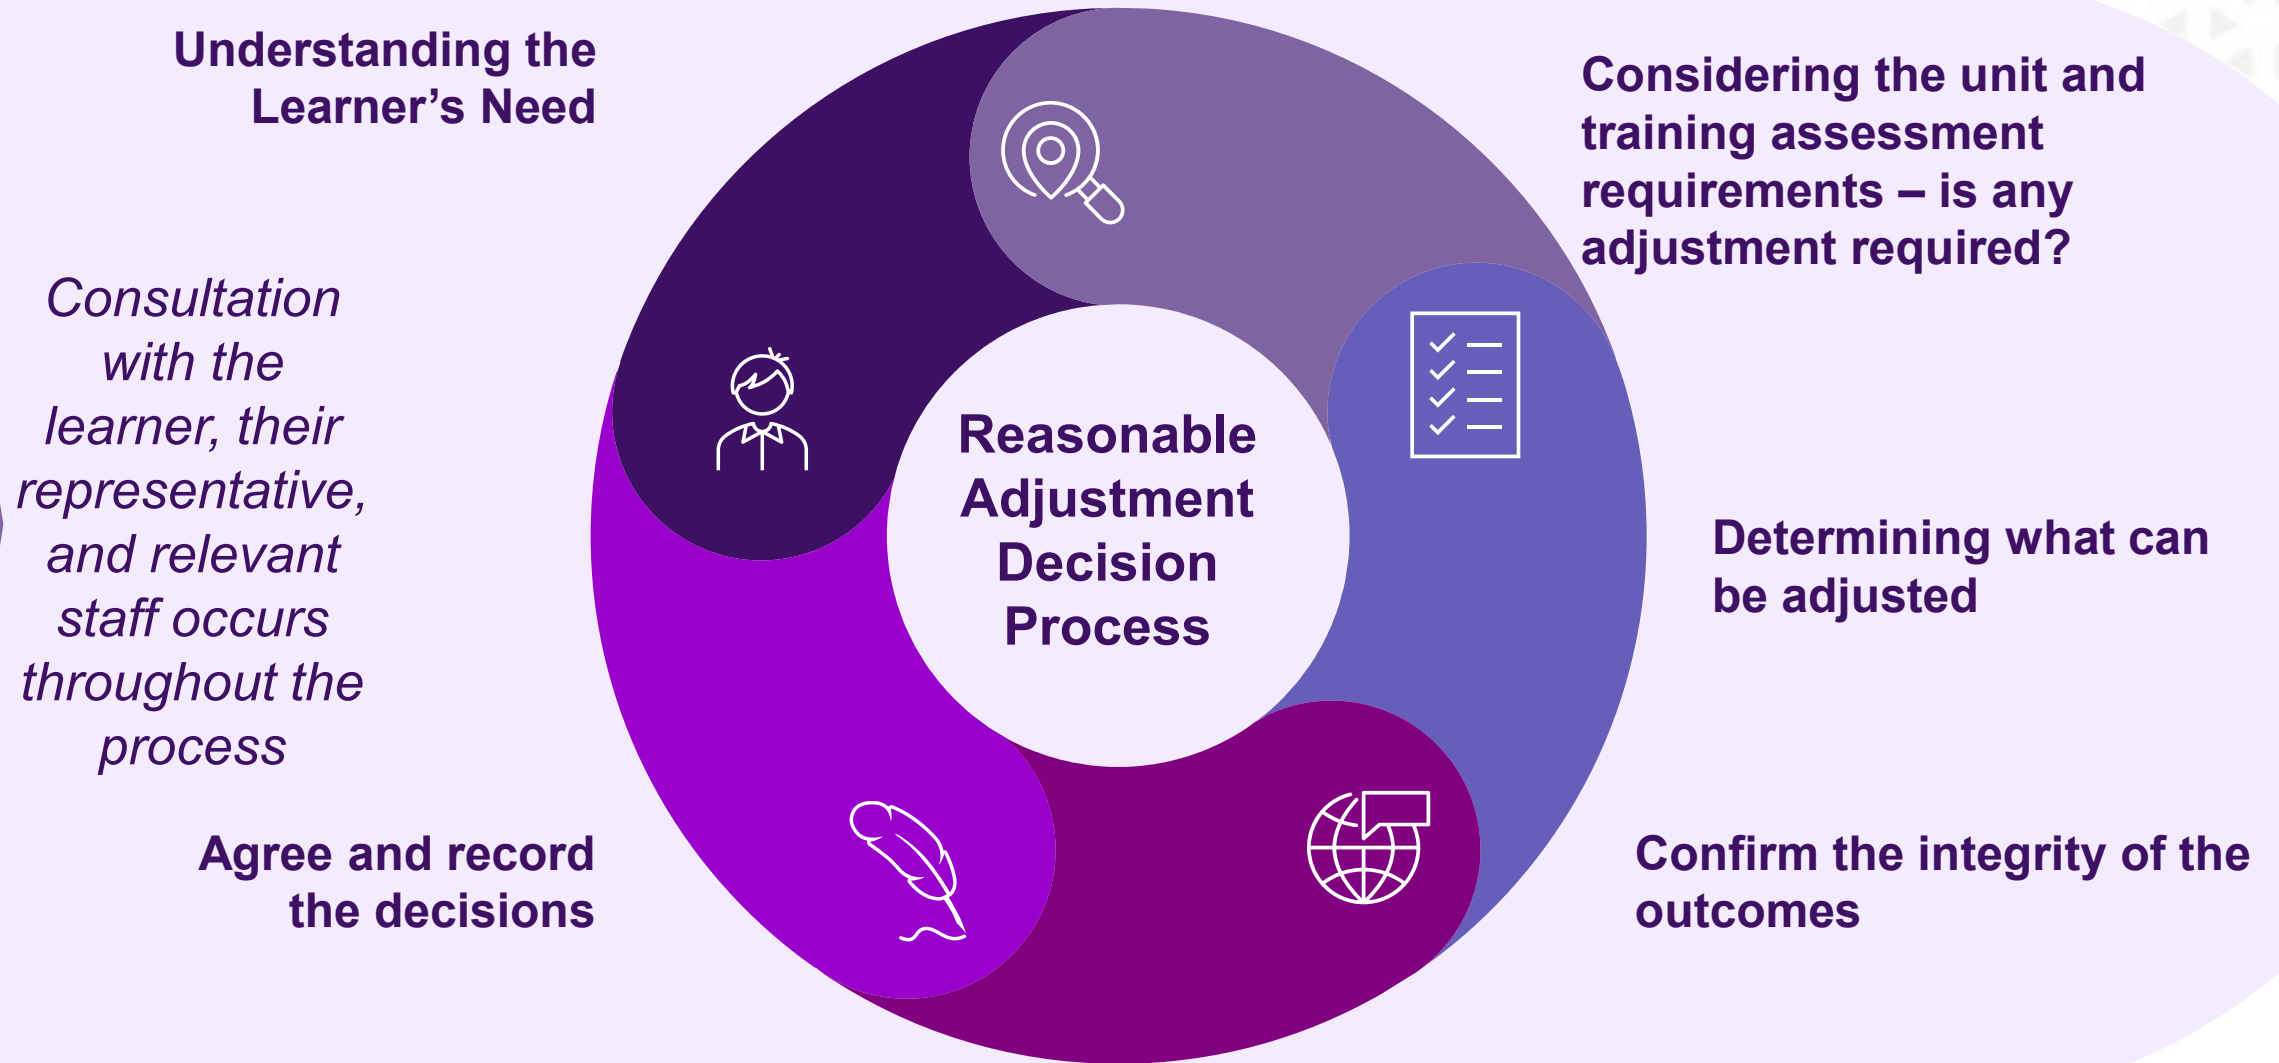 Understanding the
Learner’s Need
Considering the unit and
training assessment
requirements – is any
adjustment required?
Consultation
with the
learner, their
representative,
and relevant
staff occurs
throughout the
process
Reasonable
Adjustment
Decision
Process
Determining what can
be adjusted
Agree and record
the decisions
Confirm the integrity of the
outcomes